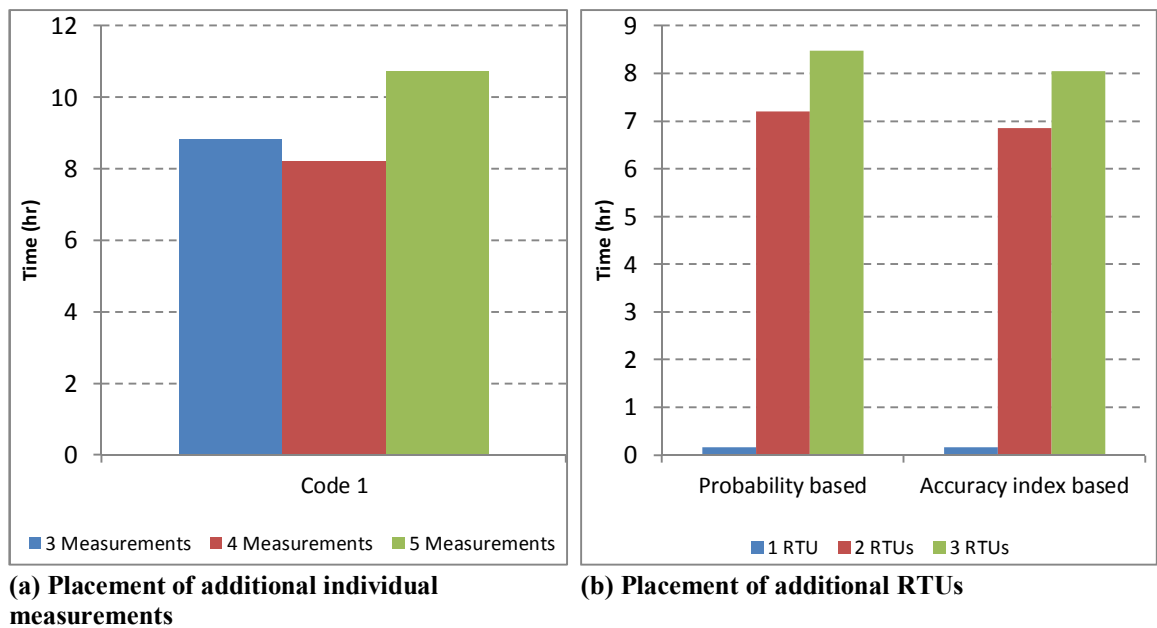 12
10
8
6
4
2
0
Time (hr)
Code 1
3 Measurements 4 Measurements 5 Measurements
(a) Placement of additional individual
measurements
9
8
7
6
5
4
3
2
1
0
Time (hr)
Probability based Accuracy index based
1 RTU 2 RTUs 3 RTUs
(b) Placement of additional RTUs